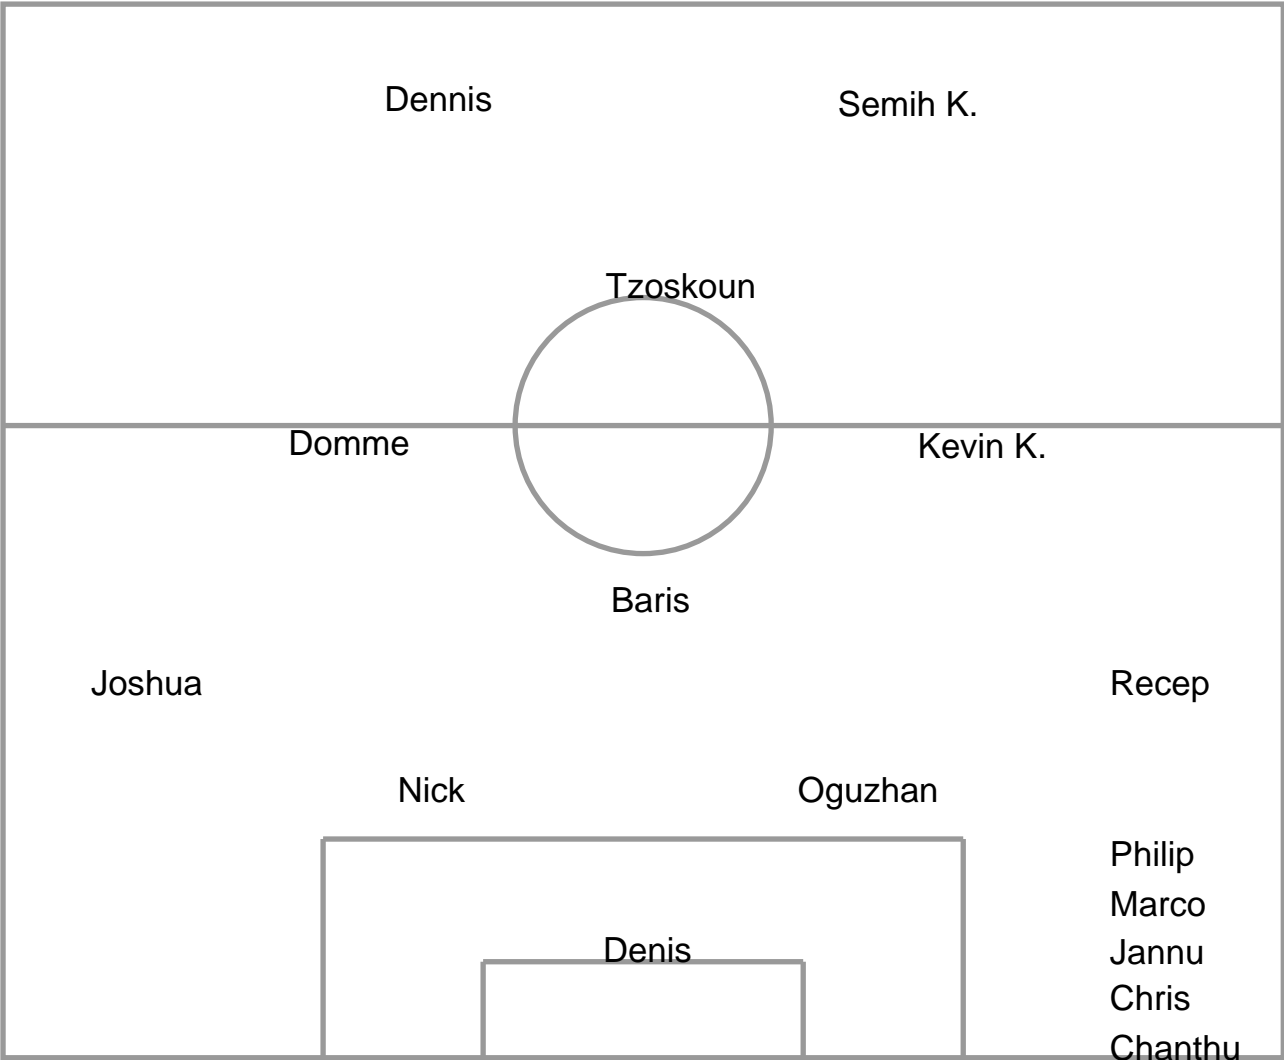 Dennis
Semih K.
Tzoskoun
Domme
Kevin K.
Baris
Joshua
Recep
Nick
Oguzhan
Philip
Marco
Denis
Jannu
Chris
Chanthu